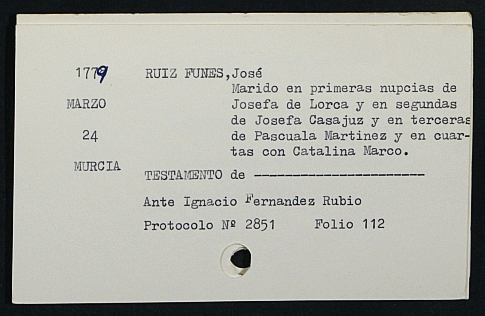 1779 RUIZ FUNES,José
Marido en primeras nupcias de
MARZO Josefa de Lorca y en segundas
de Josefa Casajuz y en terceras
24 de Pascuala Martinez y en cuar-
tas con Catalina Marco.
MURCIA
TESTAMENTO de ----------------------
Ante Ignacio Fernandez Rubio
Protocolo Nº 2851 Folio 112